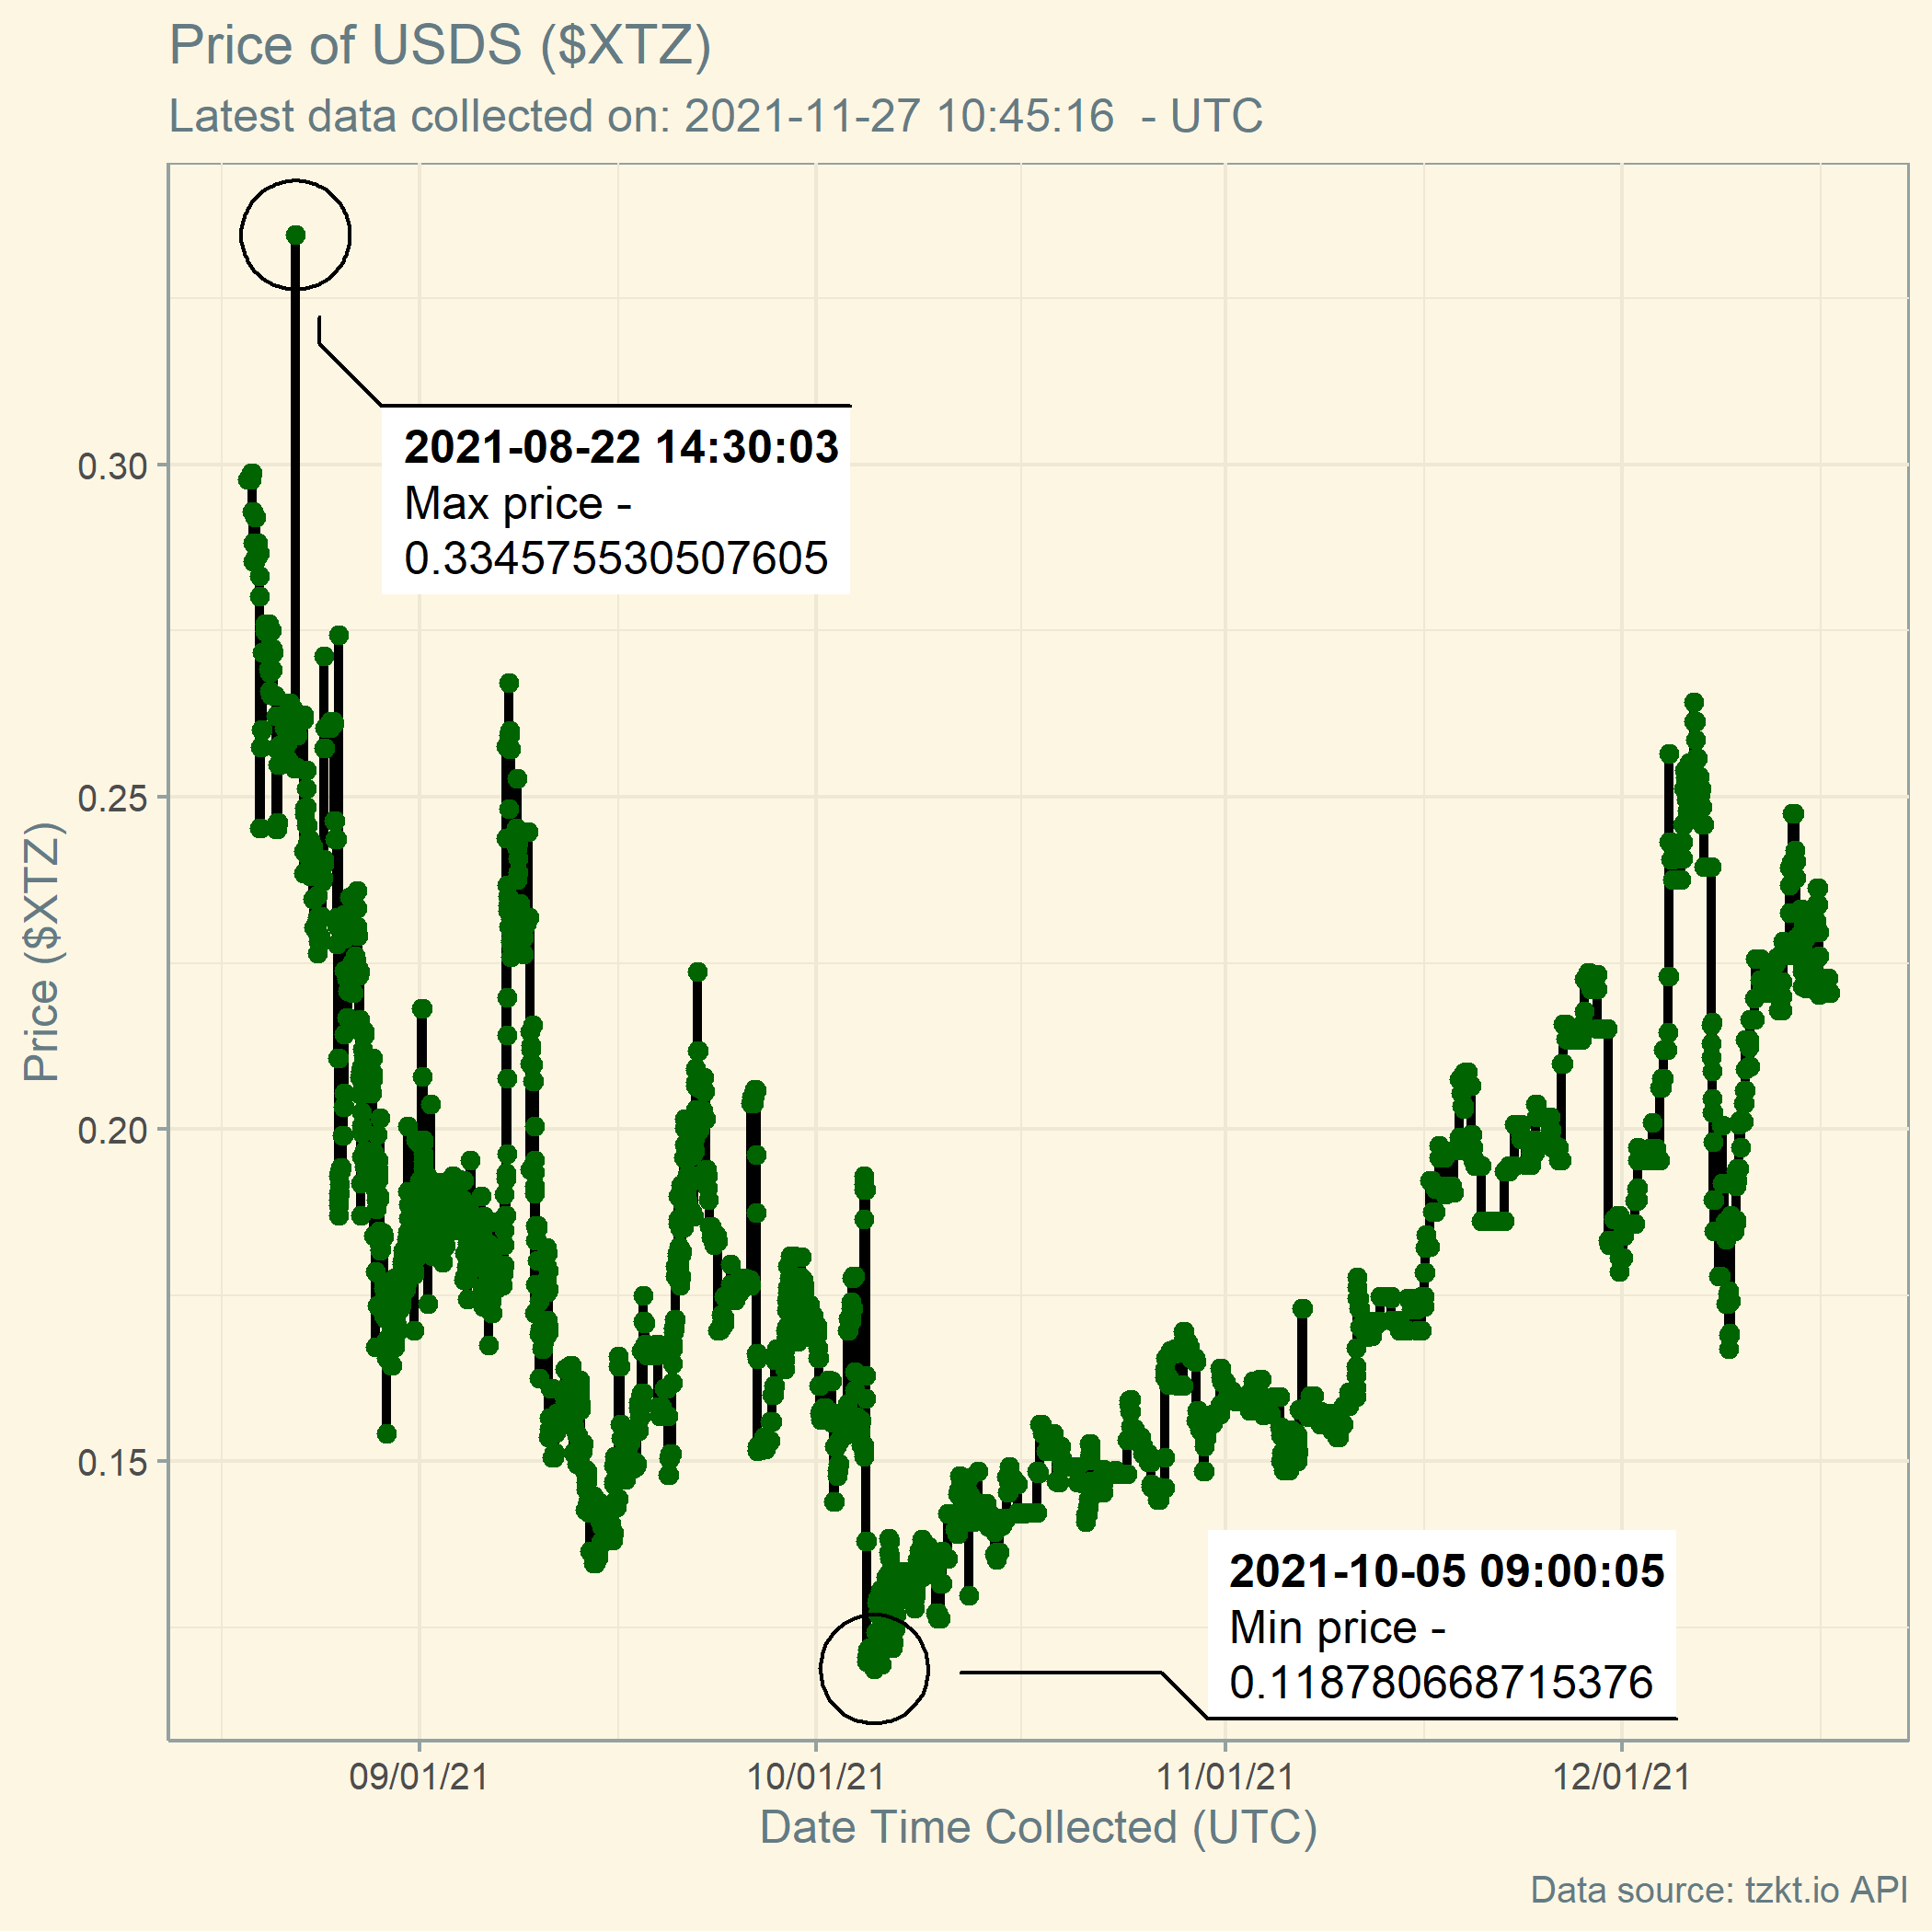 Price of USDS ($XTZ)
Latest data collected on: 2021-11-27 10:45:16  - UTC
2021-08-22 14:30:03
Max price -
0.334575530507605
0.30
0.25
0.20
0.15
Price ($XTZ)
2021-10-05 09:00:05
Min price -
0.118780668715376
09/01/21
10/01/21
11/01/21
12/01/21
Date Time Collected (UTC)
Data source: tzkt.io API